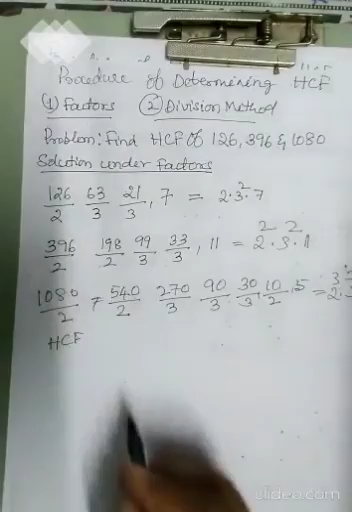 Procedure of Determining HCF
① Factors ② Division Method
Problem: Find HCF Of 126, 396 & 1080
Solution under factors
126/2 63/3 21/3, 7 = 2·3²·7
396/2 198/2 99/3 33/3, 11 = 2²·3²·11
1080/2 = 540/2 270/3 90/3 30/3, 10/2, 5 = 2³·3
HCF